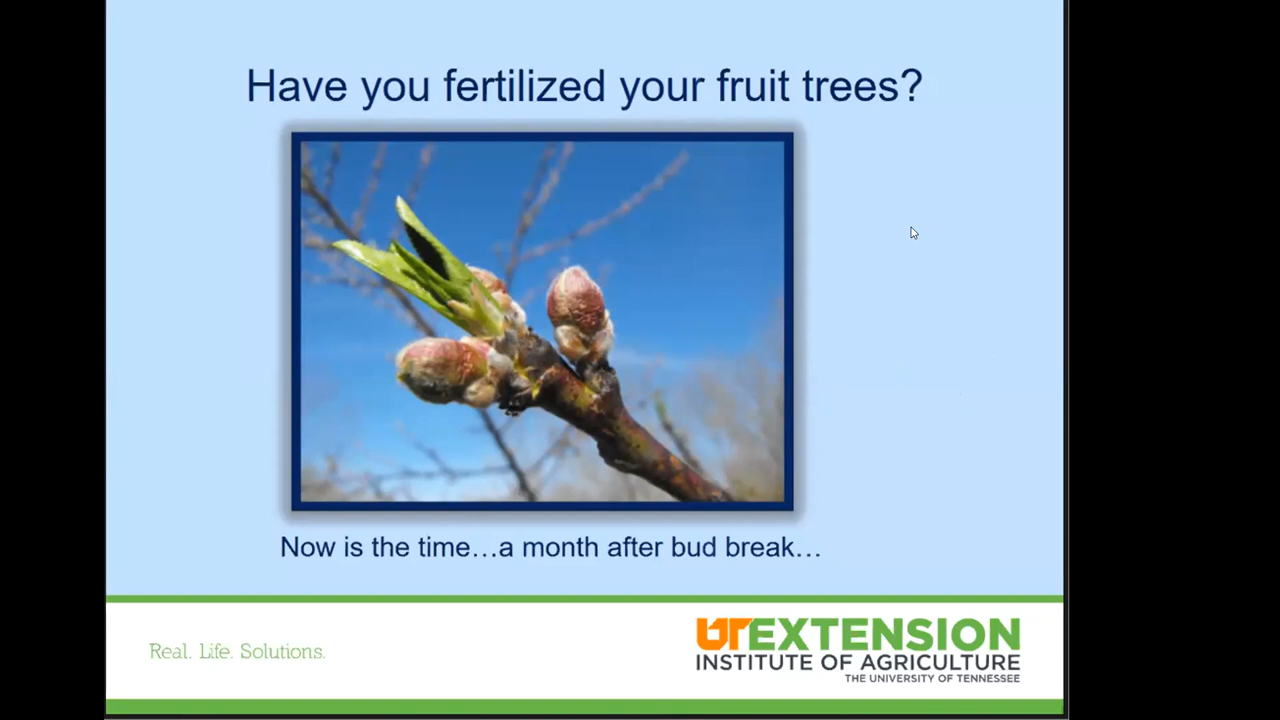 Have you fertilized your fruit trees?
Now is the time…a month after bud break…
Real. Life. Solutions.
UTEXTENSION
INSTITUTE OF AGRICULTURE
THE UNIVERSITY OF TENNESSEE